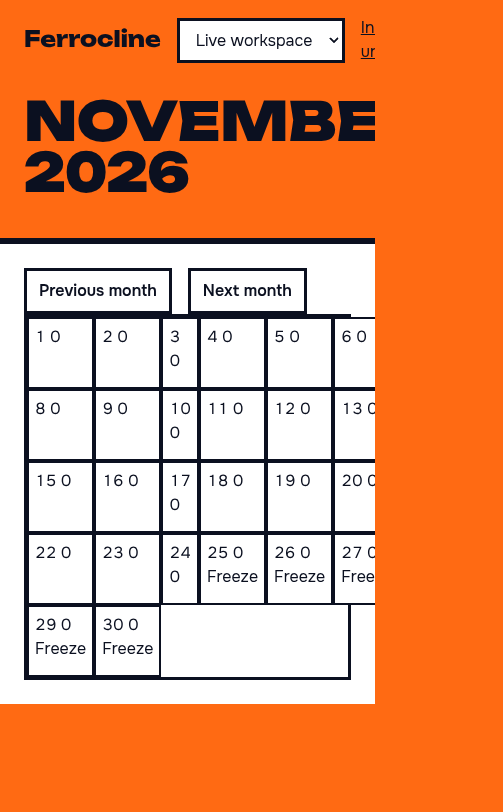 Ferrocline Live workspace
NOVEMBE
2026
Previous month Next month
1 0 2 0 3 0 4 0 5 0 6 0
8 0 9 0 10 0 11 0 12 0 13 0
15 0 16 0 17 0 18 0 19 0 20 0
22 0 23 0 24 0 25 0 Freeze 26 0 Freeze 27 0 Free
29 0 Freeze 30 0 Freeze